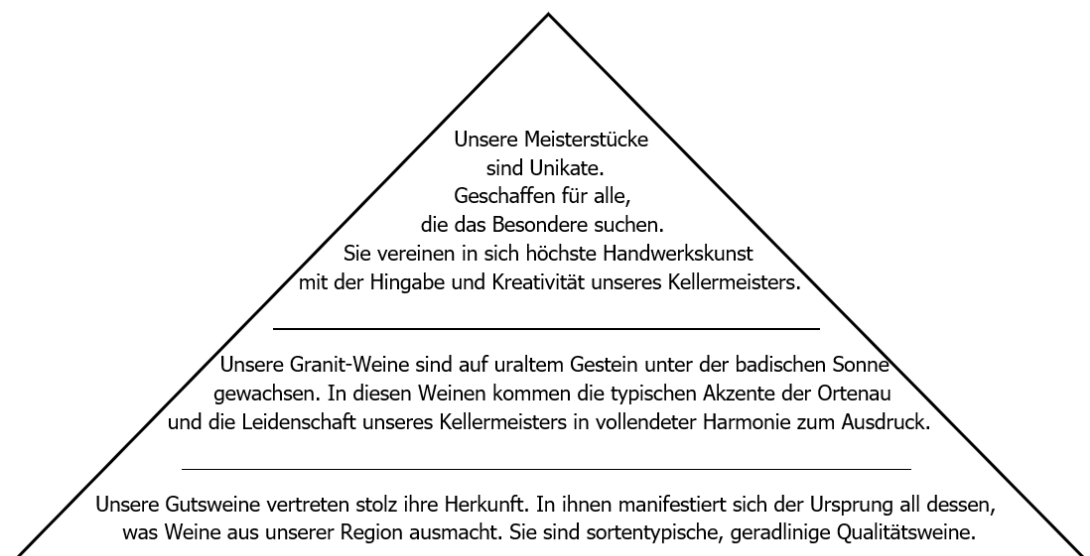 Unsere Meisterstücke
sind Unikate.
Geschaffen für alle,
die das Besondere suchen.
Sie vereinen in sich höchste Handwerkskunst
mit der Hingabe und Kreativität unseres Kellermeisters.
Unsere Granit-Weine sind auf uraltem Gestein unter der badischen Sonne
gewachsen. In diesen Weinen kommen die typischen Akzente der Ortenau
und die Leidenschaft unseres Kellermeisters in vollendeter Harmonie zum Ausdruck.
Unsere Gutsweine vertreten stolz ihre Herkunft. In ihnen manifestiert sich der Ursprung all dessen,
was Weine aus unserer Region ausmacht. Sie sind sortentypische, geradlinige Qualitätsweine.